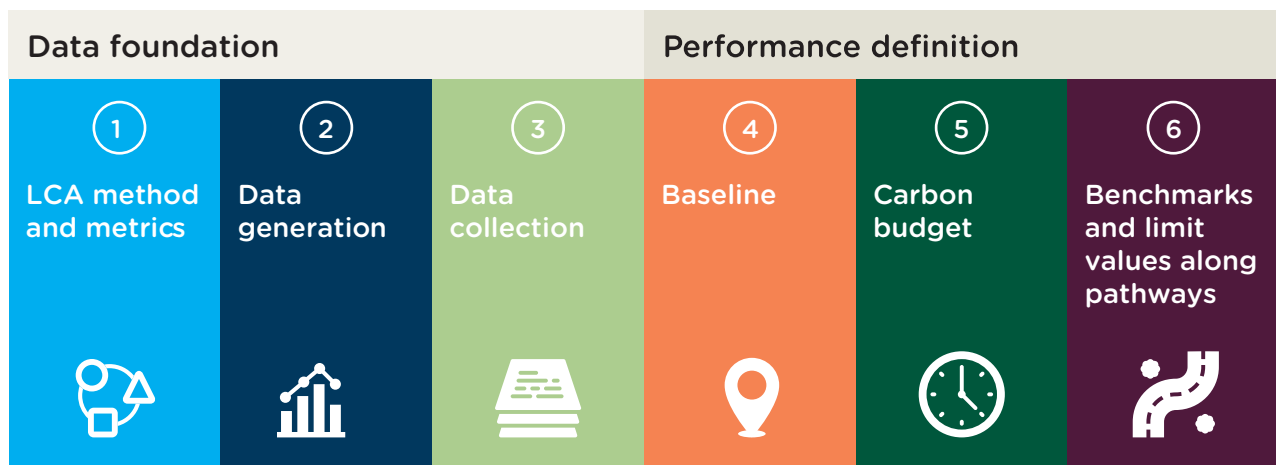 Data foundation
Performance definition
1
LCA method
and metrics
2
Data
generation
3
Data
collection
4
Baseline
5
Carbon
budget
6
Benchmarks
and limit
values along
pathways